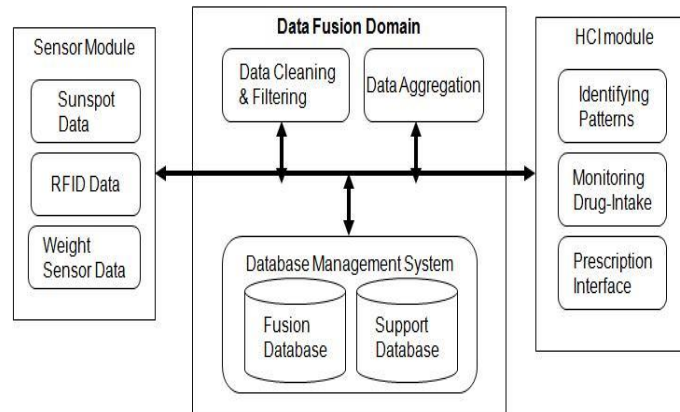 Sensor Module
Sunspot
Data
RFID Data
Weight
Sensor Data
Data Fusion Domain
Data Cleaning
& Filtering
Data Aggregation
Database Management System
Fusion
Database
Support
Database
HCI module
Identifying
Patterns
Monitoring
Drug-Intake
Prescription
Interface